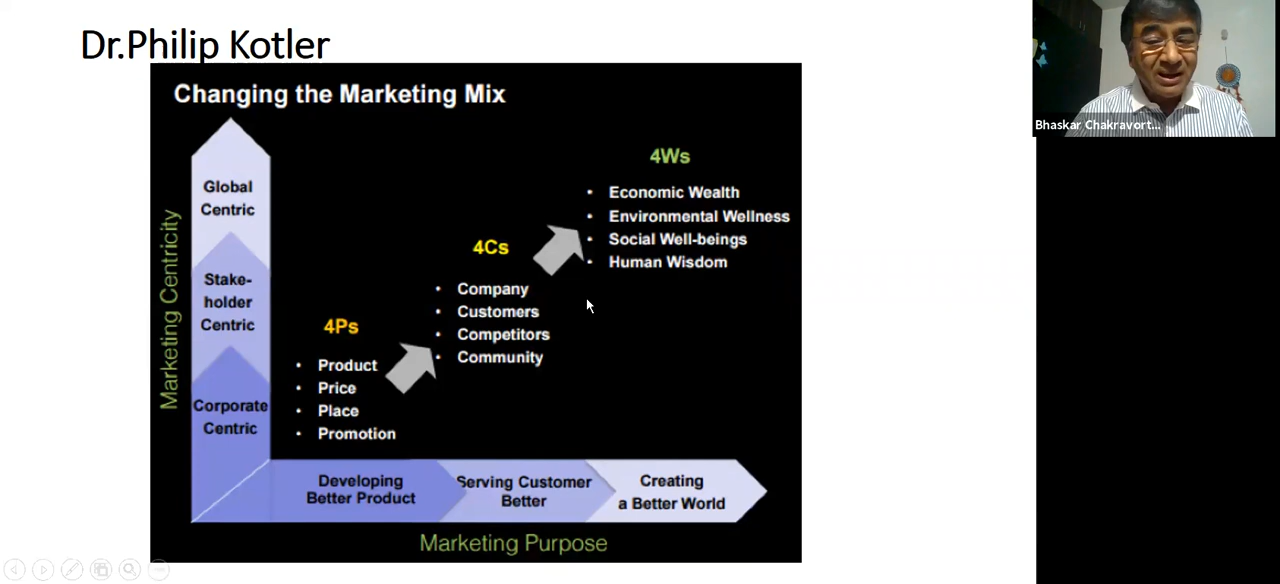 Dr.Philip Kotler
Changing the Marketing Mix
Bhaskar Chakravort...
Marketing Centricity
Global
Centric
Stake-
holder
Centric
Corporate
Centric
4Ps
• Product
• Price
• Place
• Promotion
4Cs
• Company
• Customers
• Competitors
• Community
4Ws
• Economic Wealth
• Environmental Wellness
• Social Well-beings
• Human Wisdom
Developing
Better Product
Serving Customer
Better
Creating
a Better World
Marketing Purpose